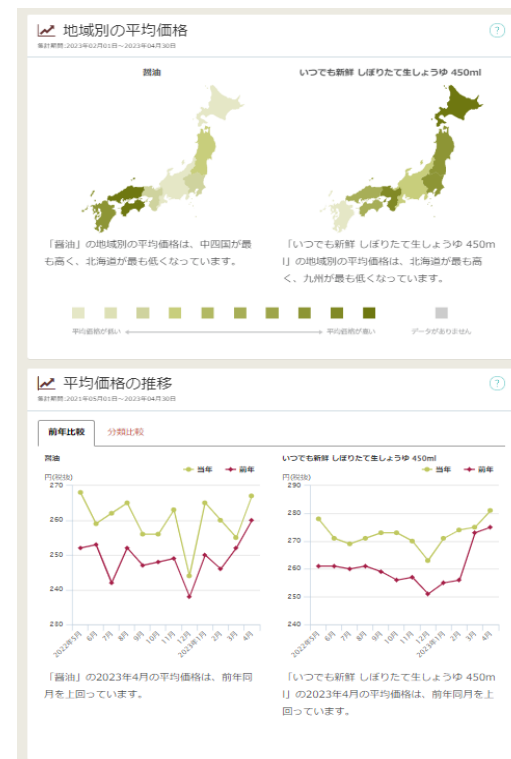 地域別の平均価格
?
集計期間:2023年02月01日～2023年04月30日
醤油
いつでも新鮮 しぼりたて生しょうゆ 450ml
「醤油」の地域別の平均価格は、中四国が最
も高く、北海道が最も低くなっています。
「いつでも新鮮 しぼりたて生しょうゆ 450m
l」の地域別の平均価格は、北海道が最も高
く、九州が最も低くなっています。
平均価格が低い
平均価格が高い
データがありません
平均価格の推移
?
集計期間:2021年05月01日～2023年04月30日
前年比較
分類比較
醤油
当年
前年
円(税抜)
270
260
250
240
230
2022年5月 6月 7月 8月 9月 10月 11月 12月 2023年1月 2月 3月 4月
いつでも新鮮 しぼりたて生しょうゆ 450ml
当年
前年
円(税抜)
290
280
270
260
250
240
2022年5月 6月 7月 8月 9月 10月 11月 12月 2023年1月 2月 3月 4月
「醤油」の2023年4月の平均価格は、前年同
月を上回っています。
「いつでも新鮮 しぼりたて生しょうゆ 450m
l」の2023年4月の平均価格は、前年同月を上
回っています。